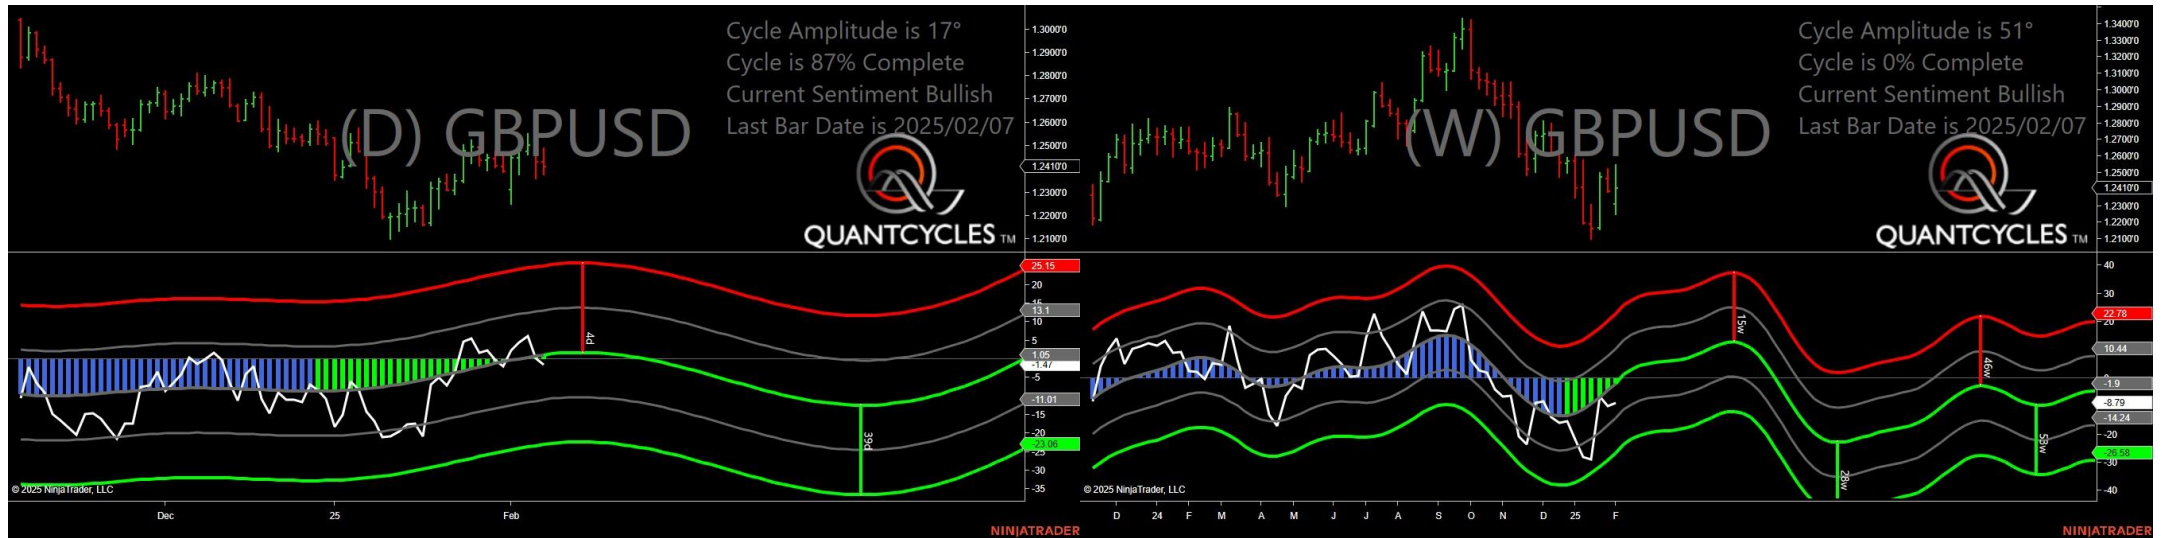 Cycle Amplitude is 17°
Cycle is 87% Complete
Current Sentiment Bullish
Last Bar Date is 2025/02/07
(D) GBPUSD
QUANTCYCLES TM
1.3000'0
1.2900'0
1.2800'0
1.2700'0
1.2600'0
1.2500'0
1.2410'0
1.2300'0
1.2200'0
1.2100'0
25.15
20
15
13.1
10
5
1.05
-1.47
-5
-11.01
-15
-20
-23.06
-25
-30
-35
4d
39d
© 2025 NinjaTrader, LLC
Dec
25
Feb
NINJATRADER
Cycle Amplitude is 51°
Cycle is 0% Complete
Current Sentiment Bullish
Last Bar Date is 2025/02/07
(W) GBPUSD
QUANTCYCLES TM
1.3400'0
1.3300'0
1.3200'0
1.3100'0
1.3000'0
1.2900'0
1.2800'0
1.2700'0
1.2600'0
1.2500'0
1.2410'0
1.2300'0
1.2200'0
1.2100'0
40
30
22.78
20
10.44
0
-1.9
-8.79
-14.24
-20
-26.58
-30
-40
15w
46w
28w
58w
© 2025 NinjaTrader, LLC
D 24 F M A M J J A S O N D 25 F
NINJATRADER